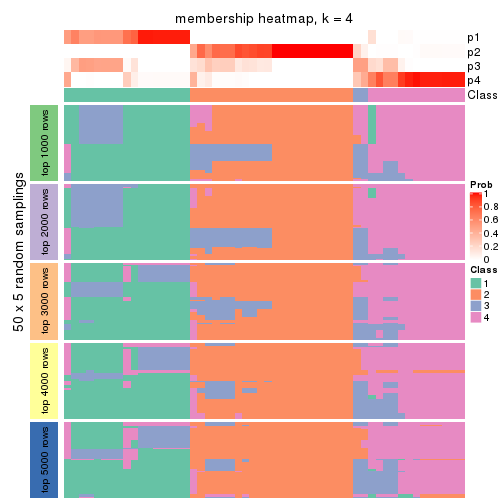 membership heatmap, k = 4
p1
p2
p3
p4
Class
50 x 5 random samplings
top 1000 rows
top 2000 rows
top 3000 rows
top 4000 rows
top 5000 rows
Prob
1
0.8
0.6
0.4
0.2
0
Class
1
2
3
4